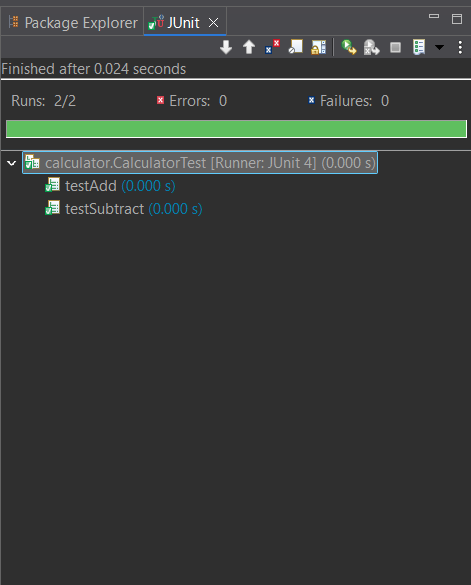 Package Explorer JUnit
Finished after 0.024 seconds
Runs: 2/2 Errors: 0 Failures: 0
calculator.CalculatorTest [Runner: JUnit 4] (0.000 s)
testAdd (0.000 s)
testSubtract (0.000 s)